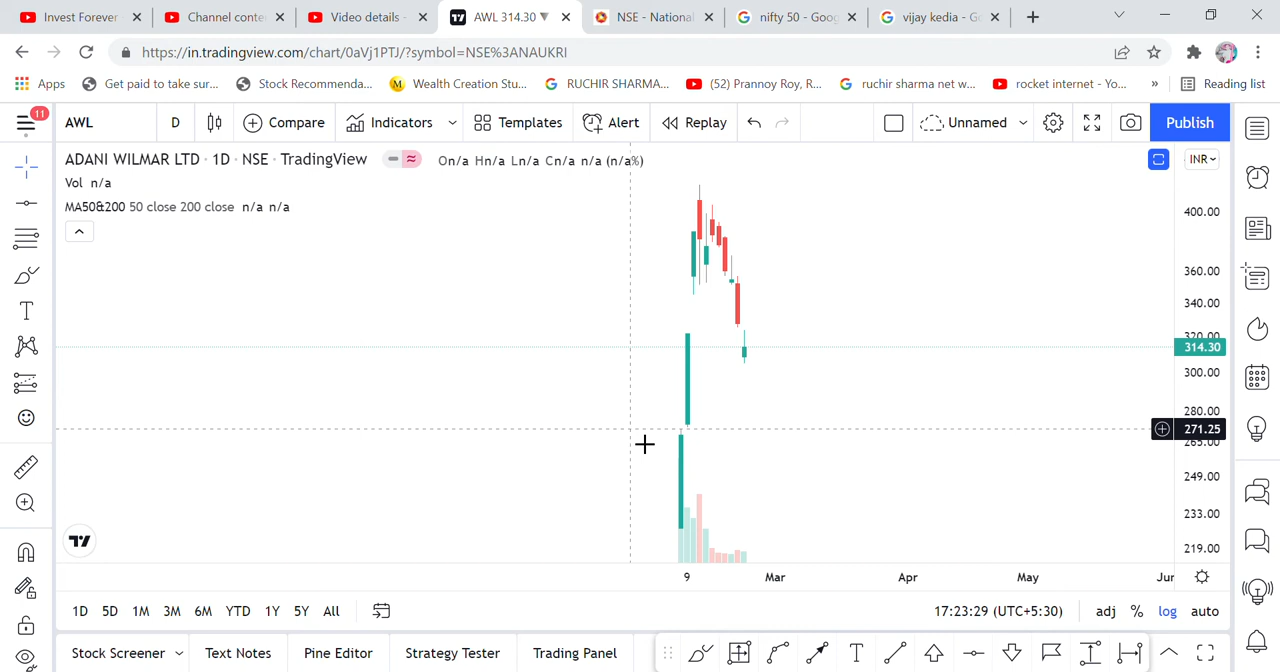 Invest Forever
Channel conte
Video details -
AWL 314.30 ▼
NSE - National
nifty 50 - Goog
vijay kedia - G
https://in.tradingview.com/chart/0aVj1PTJ/?symbol=NSE%3ANAUKRI
Apps
Get paid to take sur...
Stock Recommenda...
Wealth Creation Stu...
RUCHIR SHARMA...
(52) Prannoy Roy, R...
ruchir sharma net w...
rocket internet - Yo...
»
Reading list
11
AWL
D
Compare
Indicators
Templates
Alert
Replay
Unnamed
Publish
ADANI WILMAR LTD · 1D · NSE · TradingView
On/a Hn/a Ln/a Cn/a n/a (n/a%)
INR
Vol n/a
MA50&200 50 close 200 close n/a n/a
400.00
360.00
340.00
320.00
314.30
300.00
280.00
271.25
265.00
249.00
233.00
219.00
9
Mar
Apr
May
Jun
1D 5D 1M 3M 6M YTD 1Y 5Y All
17:23:29 (UTC+5:30)
adj % log auto
Stock Screener
Text Notes
Pine Editor
Strategy Tester
Trading Panel